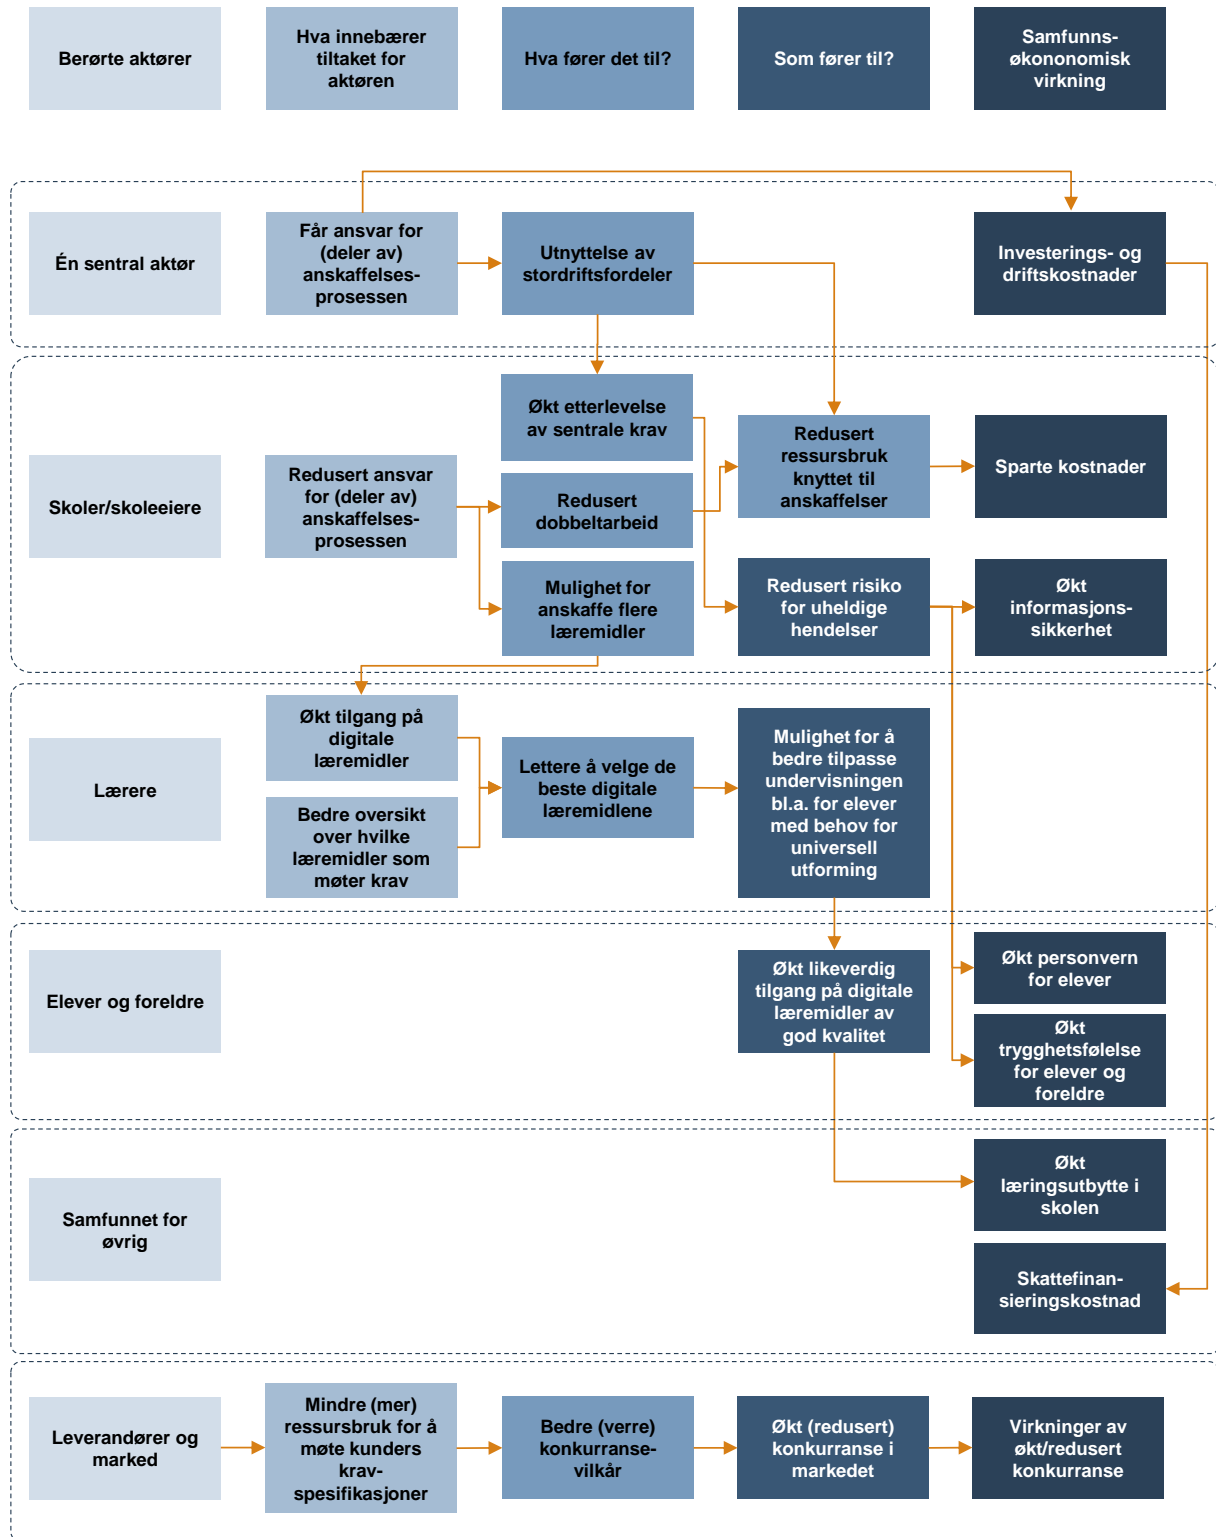 Berørte aktører
Hva innebærer
tiltaket for
aktøren
Hva fører det til?
Som fører til?
Samfunns-
økononomisk
virkning
Én sentral aktør
Får ansvar for
(deler av)
anskaffelses-
prosessen
Utnyttelse av
stordriftsfordeler
Investerings- og
driftskostnader
Skoler/skoleeiere
Redusert ansvar
for (deler av)
anskaffelses-
prosessen
Økt etterlevelse
av sentrale krav
Redusert
dobbeltarbeid
Mulighet for
anskaffe flere
læremidler
Redusert
ressursbruk
knyttet til
anskaffelser
Redusert risiko
for uheldige
hendelser
Sparte kostnader
Økt
informasjons-
sikkerhet
Lærere
Økt tilgang på
digitale
læremidler
Bedre oversikt
over hvilke
læremidler som
møter krav
Lettere å velge de
beste digitale
læremidlene
Mulighet for å
bedre tilpasse
undervisningen
bl.a. for elever
med behov for
universell
utforming
Elever og foreldre
Økt likeverdig
tilgang på digitale
læremidler av
god kvalitet
Økt personvern
for elever
Økt
trygghetsfølelse
for elever og
foreldre
Samfunnet for
øvrig
Økt
læringsutbytte i
skolen
Skattefinan-
sieringskostnad
Leverandører og
marked
Mindre (mer)
ressursbruk for å
møte kunders
krav-
spesifikasjoner
Bedre (verre)
konkurranse-
vilkår
Økt (redusert)
konkurranse i
markedet
Virkninger av
økt/redusert
konkurranse